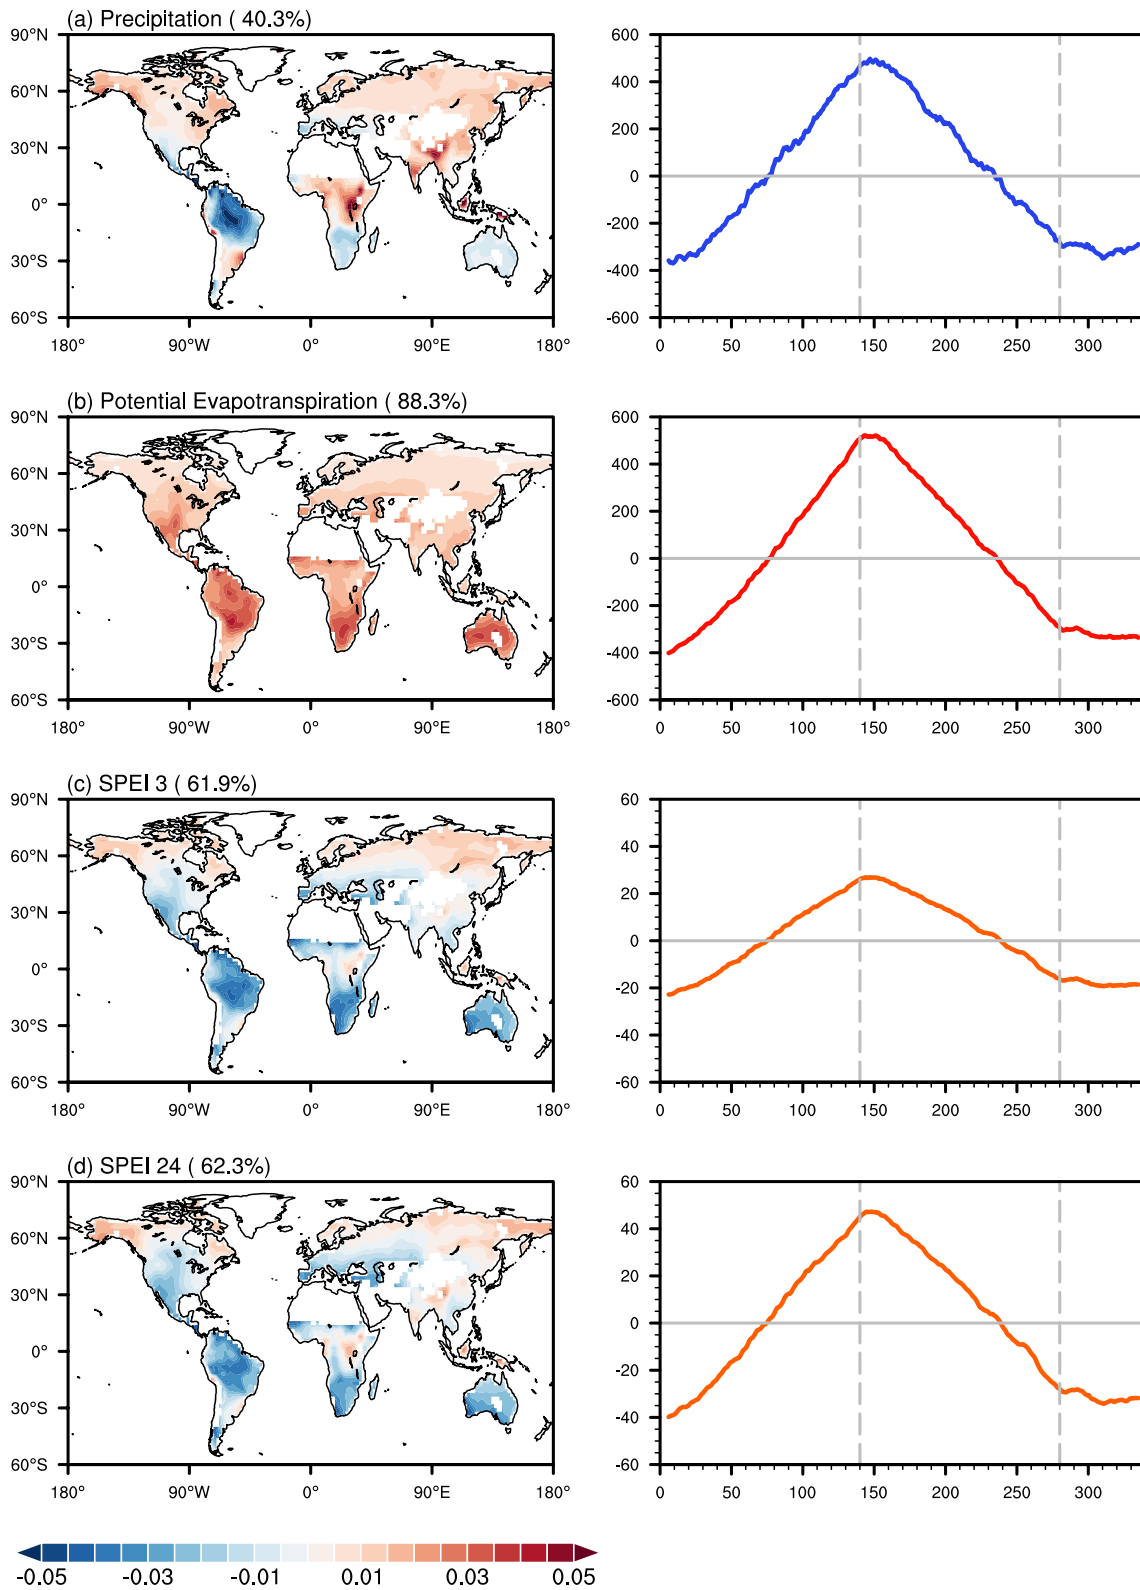 (a) Precipitation ( 40.3%)
90°N
60°N
30°N
0°
30°S
60°S
180° 90°W 0° 90°E 180°
600
400
200
0
-200
-400
-600
0 50 100 150 200 250 300
(b) Potential Evapotranspiration ( 88.3%)
90°N
60°N
30°N
0°
30°S
60°S
180° 90°W 0° 90°E 180°
600
400
200
0
-200
-400
-600
0 50 100 150 200 250 300
(c) SPEI 3 ( 61.9%)
90°N
60°N
30°N
0°
30°S
60°S
180° 90°W 0° 90°E 180°
60
40
20
0
-20
-40
-60
0 50 100 150 200 250 300
(d) SPEI 24 ( 62.3%)
90°N
60°N
30°N
0°
30°S
60°S
180° 90°W 0° 90°E 180°
60
40
20
0
-20
-40
-60
0 50 100 150 200 250 300
-0.05 -0.03 -0.01 0.01 0.03 0.05